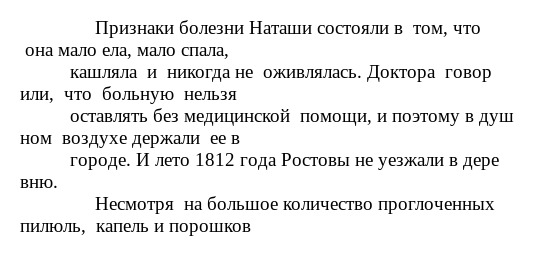 Признаки болезни Наташи состояли в том, что
она мало ела, мало спала,
кашляла и никогда не оживлялась. Доктора говор
или, что больную нельзя
оставлять без медицинской помощи, и поэтому в душ
ном воздухе держали ее в
городе. И лето 1812 года Ростовы не уезжали в дере
вню.
Несмотря на большое количество проглоченных
пилюль, капель и порошков